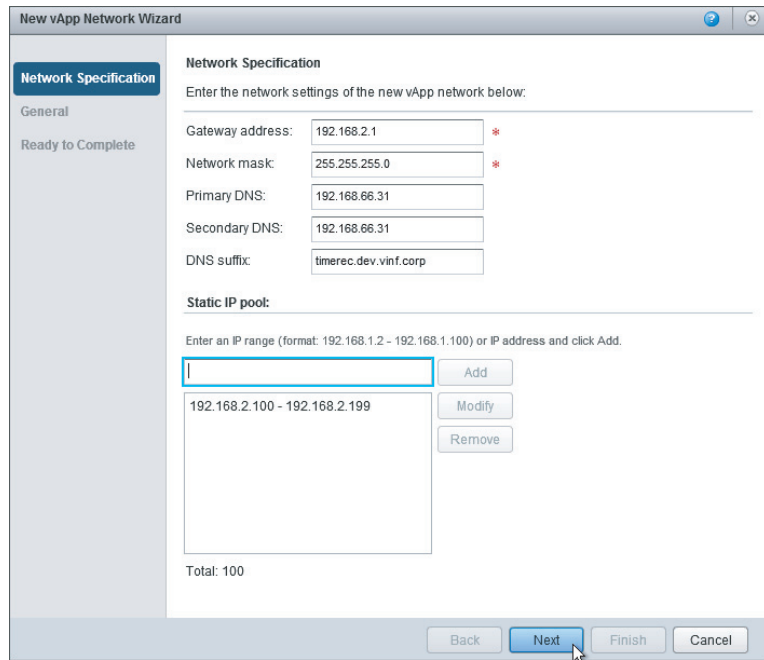 New vApp Network Wizard
Network Specification
General
Ready to Complete
Network Specification
Enter the network settings of the new vApp network below:
Gateway address: 192.168.2.1 *
Network mask: 255.255.255.0 *
Primary DNS: 192.168.66.31
Secondary DNS: 192.168.66.31
DNS suffix: timerec.dev.vinf.corp
Static IP pool:
Enter an IP range (format: 192.168.1.2 - 192.168.1.100) or IP address and click Add.
Add
192.168.2.100 - 192.168.2.199
Modify
Remove
Total: 100
Back Next Finish Cancel